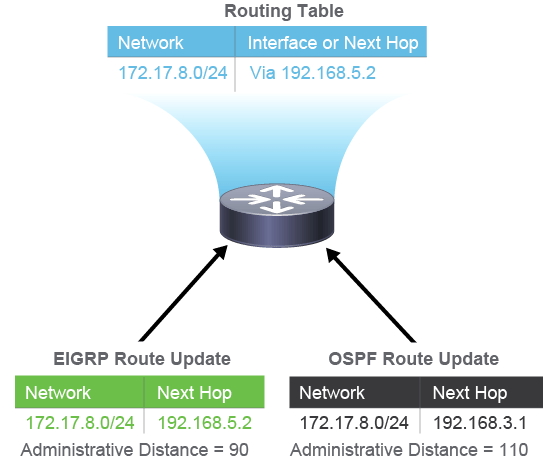 Routing Table
Network Interface or Next Hop
172.17.8.0/24 Via 192.168.5.2
EIGRP Route Update
Network Next Hop
172.17.8.0/24 192.168.5.2
Administrative Distance = 90
OSPF Route Update
Network Next Hop
172.17.8.0/24 192.168.3.1
Administrative Distance = 110